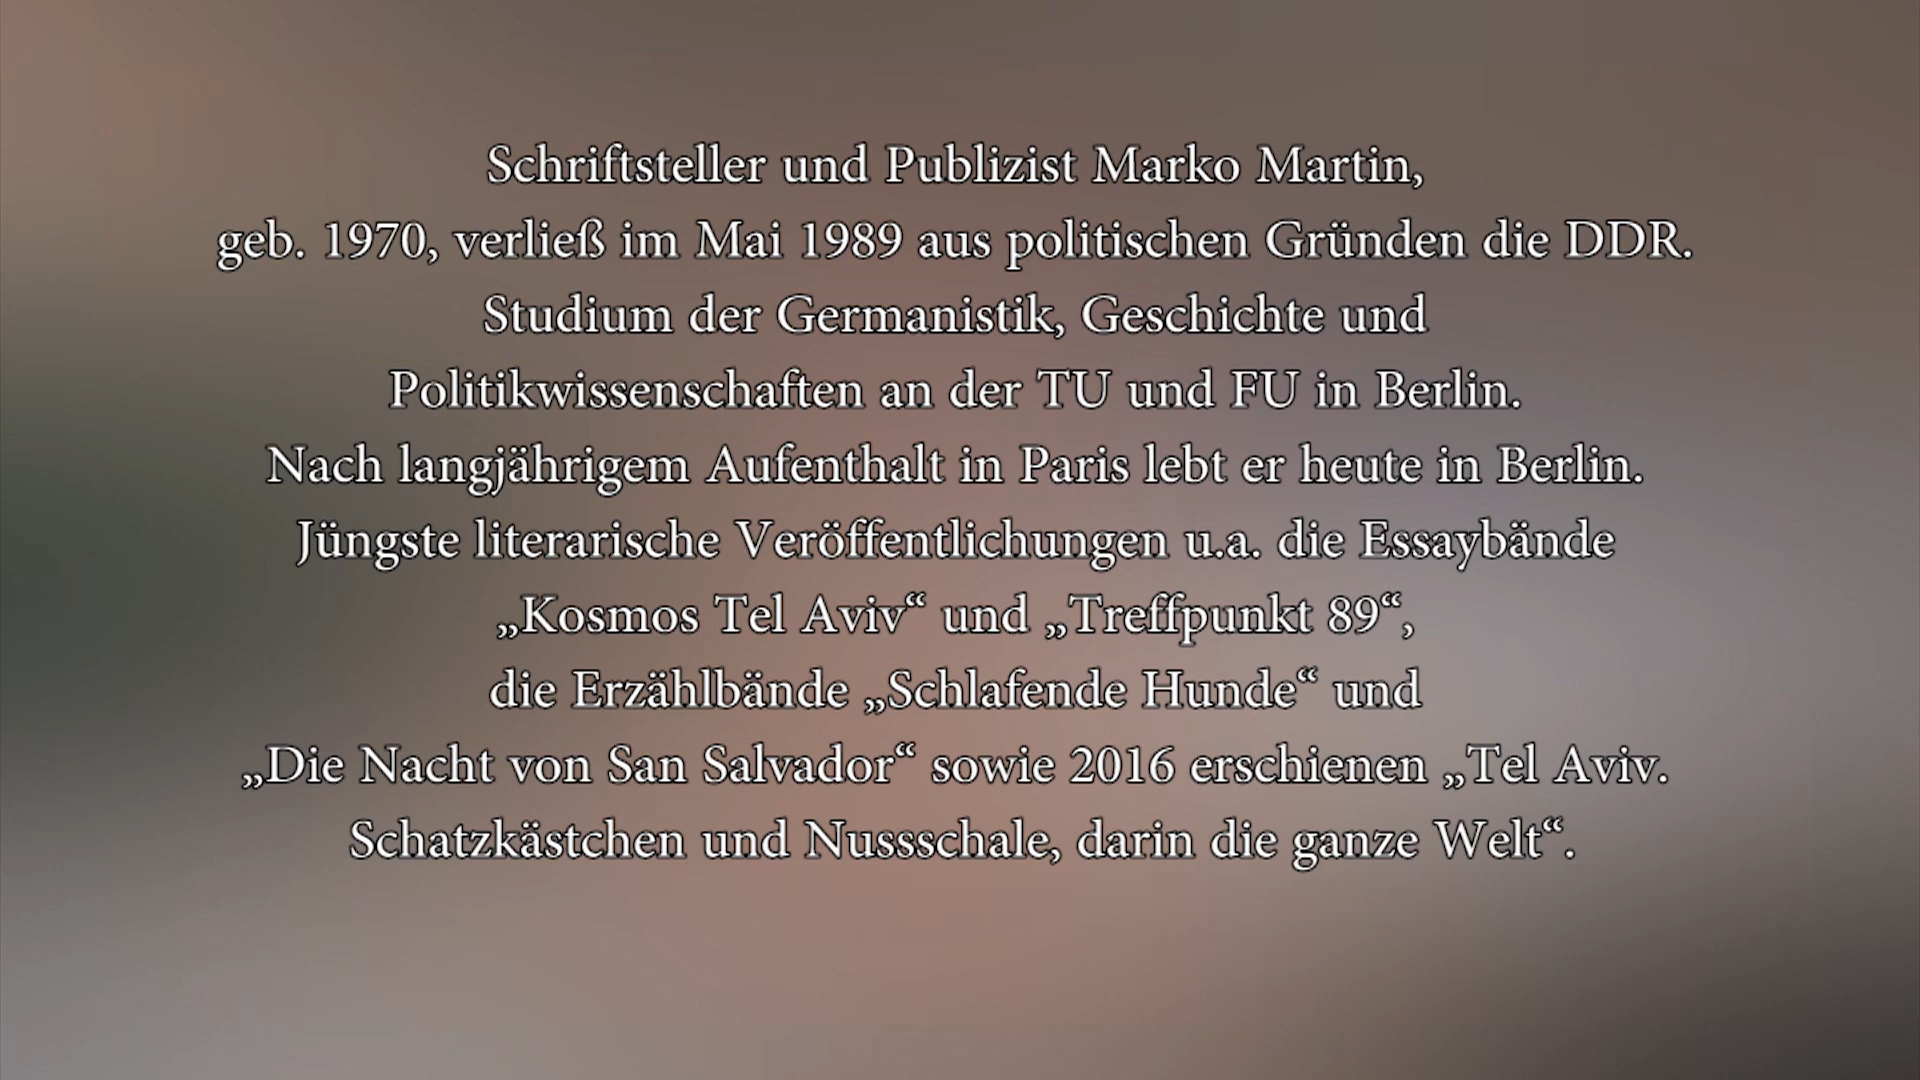 Schriftsteller und Publizist Marko Martin,
geb. 1970, verließ im Mai 1989 aus politischen Gründen die DDR.
Studium der Germanistik, Geschichte und
Politikwissenschaften an der TU und FU in Berlin.
Nach langjährigem Aufenthalt in Paris lebt er heute in Berlin.
Jüngste literarische Veröffentlichungen u.a. die Essaybände
„Kosmos Tel Aviv“ und „Treffpunkt 89“,
die Erzählbände „Schlafende Hunde“ und
„Die Nacht von San Salvador“ sowie 2016 erschienen „Tel Aviv.
Schatzkästchen und Nussschale, darin die ganze Welt“.